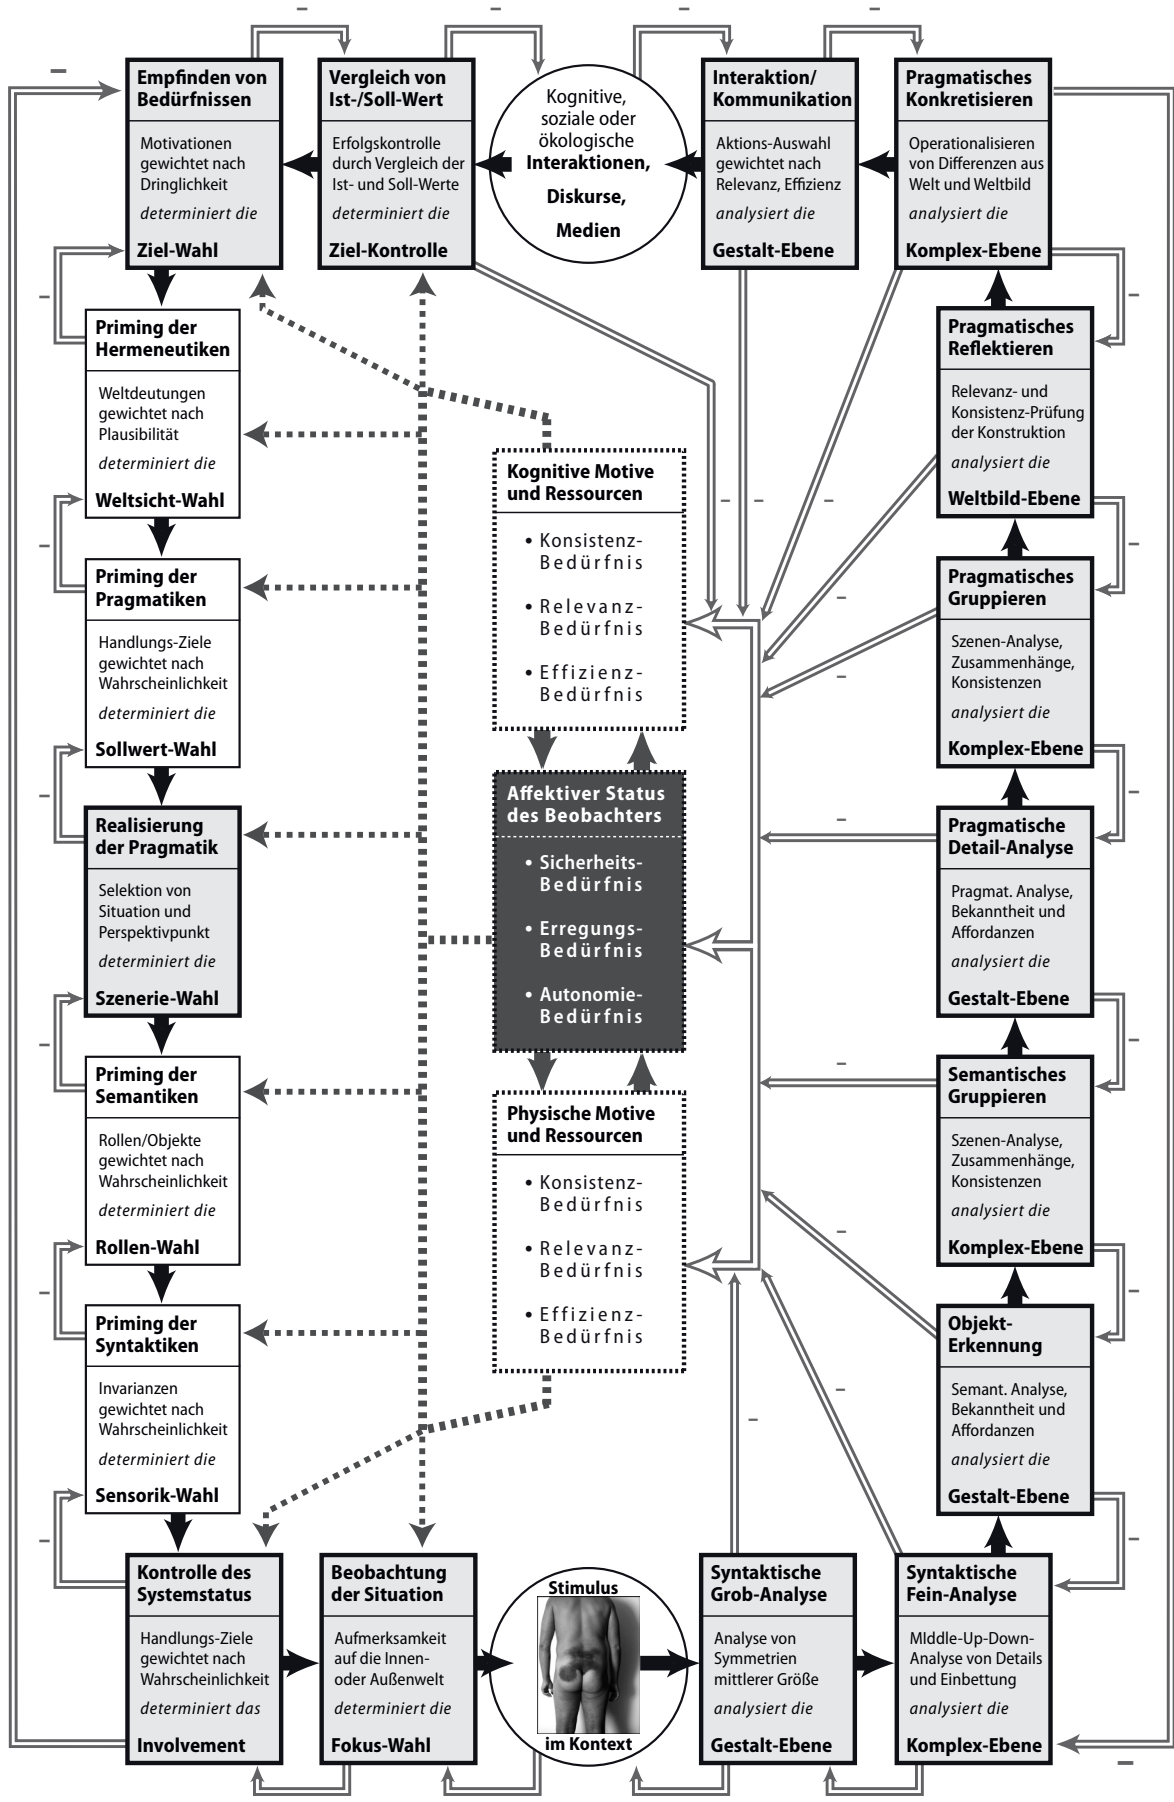 Empfinden von
Bedürfnissen
Motivationen
gewichtet nach
Dringlichkeit
determiniert die
Ziel-Wahl
Vergleich von
Ist-/Soll-Wert
Erfolgskontrolle
durch Vergleich der
Ist- und Soll-Werte
determiniert die
Ziel-Kontrolle
Kognitive,
soziale oder
ökologische
Interaktionen,
Diskurse,
Medien
Interaktion/
Kommunikation
Aktions-Auswahl
gewichtet nach
Relevanz, Effizienz
analysiert die
Gestalt-Ebene
Pragmatisches
Konkretisieren
Operationalisieren
von Differenzen aus
Welt und Weltbild
analysiert die
Komplex-Ebene
Priming der
Hermeneutiken
Weltdeutungen
gewichtet nach
Plausibilität
determiniert die
Weltsicht-Wahl
Priming der
Pragmatiken
Handlungs-Ziele
gewichtet nach
Wahrscheinlichkeit
determiniert die
Sollwert-Wahl
Realisierung
der Pragmatik
Selektion von
Situation und
Perspektivpunkt
determiniert die
Szenerie-Wahl
Priming der
Semantiken
Rollen/Objekte
gewichtet nach
Wahrscheinlichkeit
determiniert die
Rollen-Wahl
Priming der
Syntaktiken
Invarianzen
gewichtet nach
Wahrscheinlichkeit
determiniert die
Sensorik-Wahl
Kognitive Motive
und Ressourcen
• Konsistenz-
Bedürfnis
• Relevanz-
Bedürfnis
• Effizienz-
Bedürfnis
Affektiver Status
des Beobachters
• Sicherheits-
Bedürfnis
• Erregungs-
Bedürfnis
• Autonomie-
Bedürfnis
Physische Motive
und Ressourcen
• Konsistenz-
Bedürfnis
• Relevanz-
Bedürfnis
• Effizienz-
Bedürfnis
Pragmatisches
Reflektieren
Relevanz- und
Konsistenz-Prüfung
der Konstruktion
analysiert die
Weltbild-Ebene
Pragmatisches
Gruppieren
Szenen-Analyse,
Zusammenhänge,
Konsistenzen
analysiert die
Komplex-Ebene
Pragmatische
Detail-Analyse
Pragmat. Analyse,
Bekanntheit und
Affordanzen
analysiert die
Gestalt-Ebene
Semantisches
Gruppieren
Szenen-Analyse,
Zusammenhänge,
Konsistenzen
analysiert die
Komplex-Ebene
Objekt-
Erkennung
Semant. Analyse,
Bekanntheit und
Affordanzen
analysiert die
Gestalt-Ebene
Kontrolle des
Systemstatus
Handlungs-Ziele
gewichtet nach
Wahrscheinlichkeit
determiniert das
Involvement
Beobachtung
der Situation
Aufmerksamkeit
auf die Innen-
oder Außenwelt
determiniert die
Fokus-Wahl
Stimulus
im Kontext
Syntaktische
Grob-Analyse
Analyse von
Symmetrien
mittlerer Größe
analysiert die
Gestalt-Ebene
Syntaktische
Fein-Analyse
MIddle-Up-Down-
Analyse von Details
und Einbettung
analysiert die
Komplex-Ebene